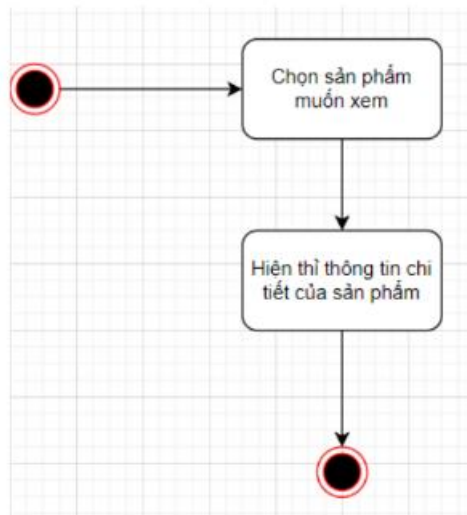 Chọn sản phẩm
muốn xem
Hiện thỉ thông tin chi
tiết của sản phẩm